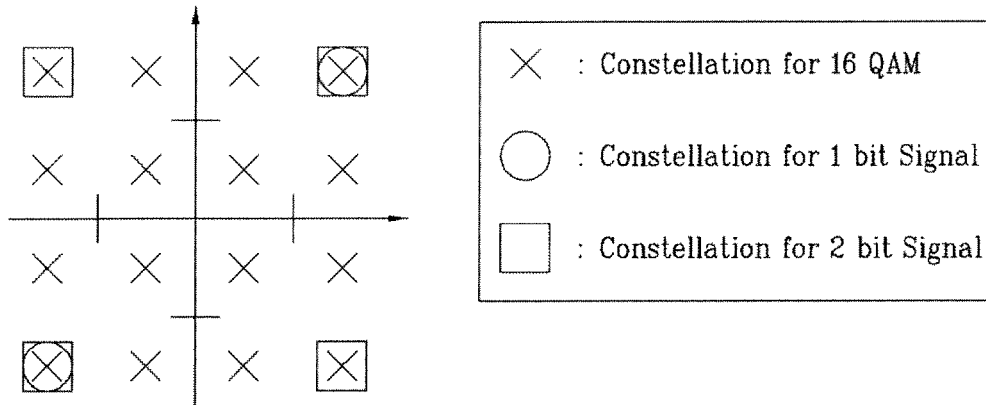 : Constellation for 16 QAM
: Constellation for 1 bit Signal
: Constellation for 2 bit Signal